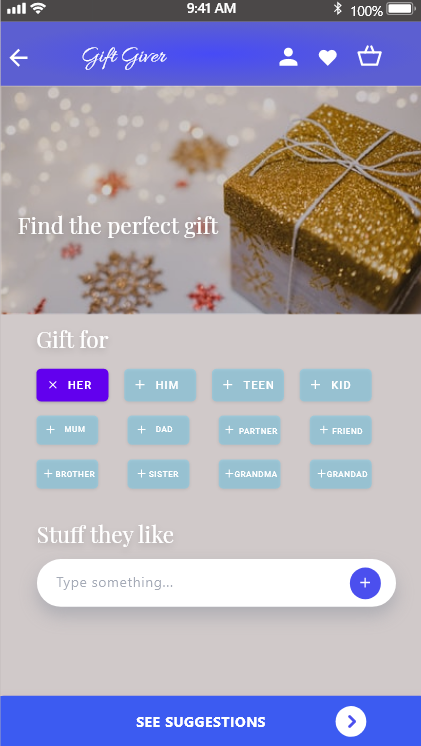 9:41 AM 100%
Gift Giver
Find the perfect gift
Gift for
HER HIM TEEN KID
MUM DAD PARTNER FRIEND
BROTHER SISTER GRANDMA GRANDAD
Stuff they like
Type something...
SEE SUGGESTIONS